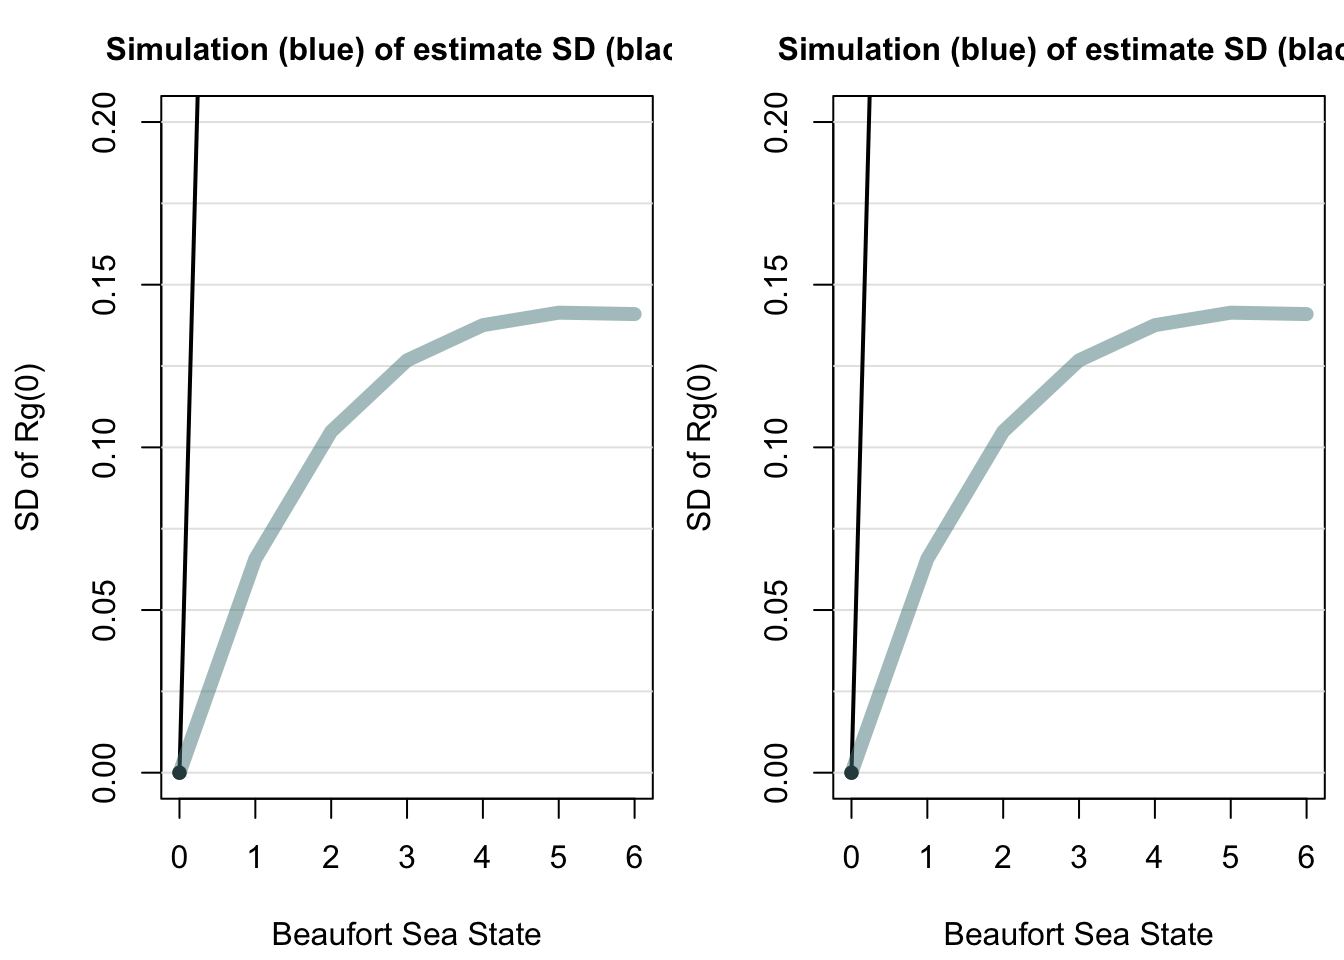 Simulation (blue) of estimate SD (blac
SD of Rg(0)
0.20
0.15
0.10
0.05
0.00
0 1 2 3 4 5 6
Beaufort Sea State
Simulation (blue) of estimate SD (blac
SD of Rg(0)
0.20
0.15
0.10
0.05
0.00
0 1 2 3 4 5 6
Beaufort Sea State